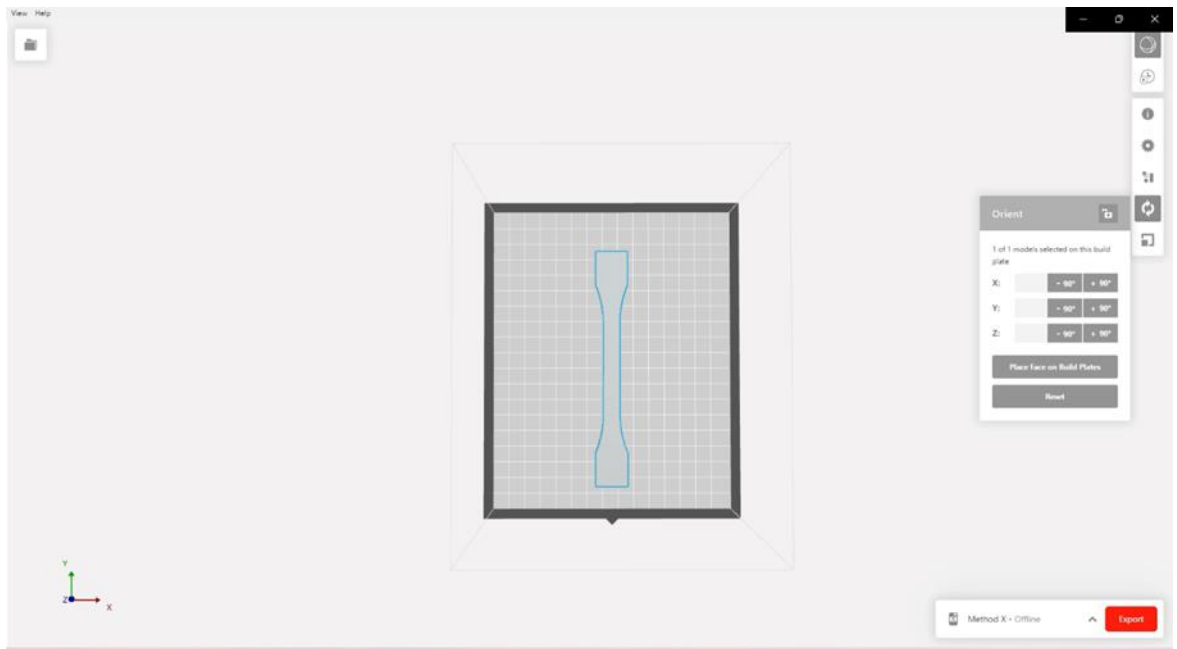 View Help
Orient
1 of 1 models selected on this build
plate
X: - 90° + 90°
Y: - 90° + 90°
Z: - 90° + 90°
Place Face on Build Plates
Reset
Y
Z X
Method X - Offline
Export